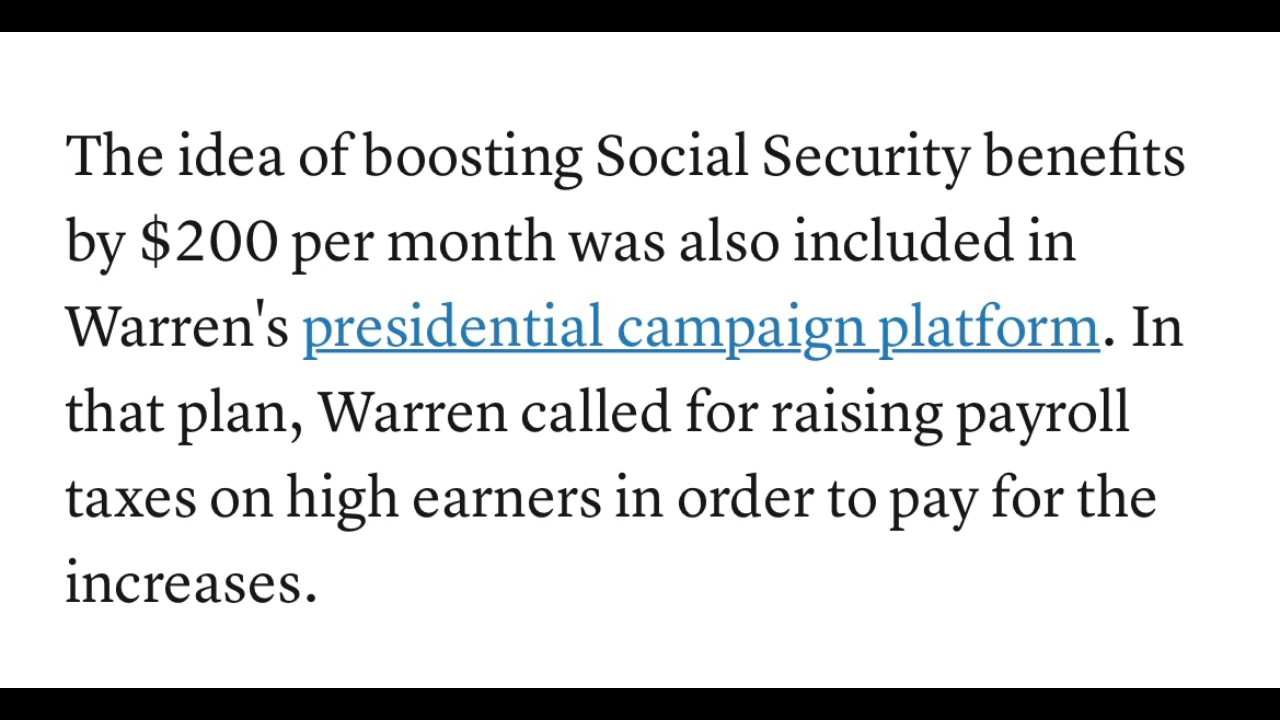 The idea of boosting Social Security benefits
by $200 per month was also included in
Warren's presidential campaign platform. In
that plan, Warren called for raising payroll
taxes on high earners in order to pay for the
increases.